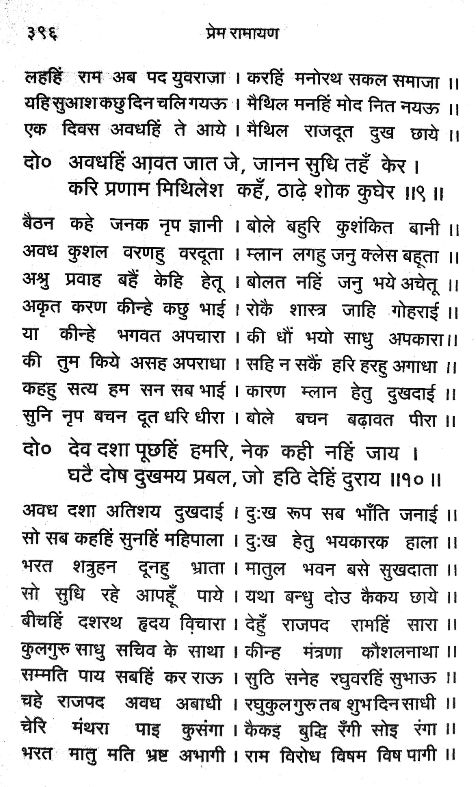 ३९६ प्रेम रामायण
लहहिं राम अब पद युवराजा । करहिं मनोरथ सकल समाजा ।।
यहि सुआश कछु दिन चलि गयऊ । मैथिल मनहिं मोद नित नयऊ ।।
एक दिवस अवधहिं ते आये । मैथिल राजदूत दुख छाये ।।
दो० अवधहिं आवत जात जे, जानन सुधि तहँ केर ।
करि प्रणाम मिथिलेश कहँ, ठाढ़े शोक कुघेर ।।९।।
बैठन कहे जनक नृप ज्ञानी । बोले बहुरि कुशंकित बानी ।।
अवध कुशल वरणहु वरदूता । म्लान लगहु जनु क्लेस बहूता ।।
अश्रु प्रवाह बहैं केहि हेतू । बोलत नहिं जनु भये अचेतू ।।
अकृत करण कीन्हे कछु भाई । रोकै शास्त्र जाहि गोहराई ।।
या कीन्हे भगवत अपचारा । की धौं भयो साधु अपकारा।।
की तुम किये असह अपराधा । सहि न सकैं हरि हरहु अगाधा ।।
कहहु सत्य हम सन सब भाई । कारण म्लान हेतु दुखदाई ।।
सुनि नृप बचन दूत धरि धीरा । बोले बचन बढ़ावत पीरा ।।
दो० देव दशा पूछहिं हमरि, नेक कही नहिं जाय ।
घटै दोष दुखमय प्रबल, जो हठि देहिं दुराय ।।१०।।
अवध दशा अतिशय दुखदाई । दुःख रूप सब भाँति जनाई ।।
सो सब कहहिं सुनहिं महिपाला । दुःख हेतु भयकारक हाला ।।
भरत शत्रुहन दूनहु भ्राता । मातुल भवन बसे सुखदाता ।।
सो सुधि रहे आपहूँ पाये । यथा बन्धु दोउ कैकय छाये ।।
बीचहिं दशरथ हृदय विचारा । देहुँ राजपद रामहिं सारा ।।
कुलगुरु साधु सचिव के साथा । कीन्ह मंत्रणा कौशलनाथा ।।
सम्मति पाय सबहिं कर राऊ । सुठि सनेह रघुवरहिं सुभाऊ ।।
चहे राजपद अवध अबाधी । रघुकुल गुरु तब शुभ दिन साधी ।।
चेरि मंथरा पाइ कुसंगा । कैकइ बुद्धि रँगी सोइ रंगा ।।
भरत मातु मति भ्रष्ट अभागी । राम विरोध विषम विष पागी ।।